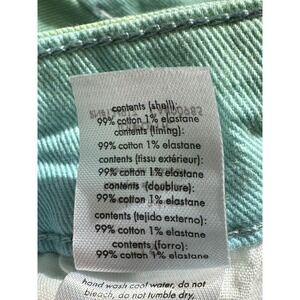 contents (shell):
99% cotton 1% elastane
contents (lining):
99% cotton 1% elastane
contents (tissu extérieur):
99% cotton 1% elastane
contents (doublure):
99% cotton 1% elastane
contents (tejido externo):
99% cotton 1% elastane
contents (forro):
99% cotton 1% elastane
hand wash cool water, do not
bleach, do not tumble dry,